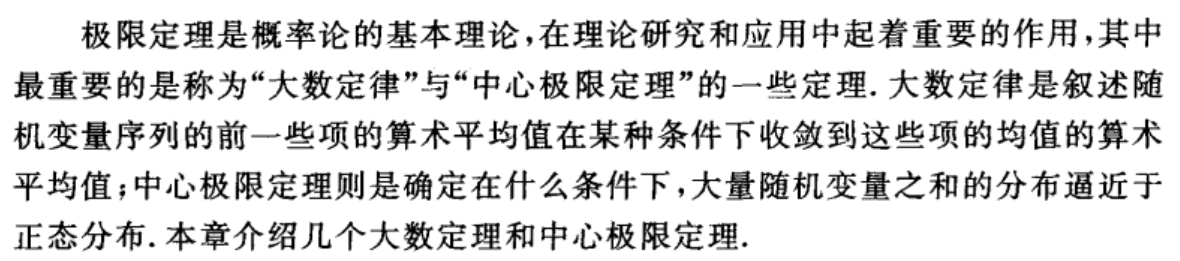 极限定理是概率论的基本理论,在理论研究和应用中起着重要的作用,其中
最重要的是称为“大数定律”与“中心极限定理”的一些定理. 大数定律是叙述随
机变量序列的前一些项的算术平均值在某种条件下收敛到这些项的均值的算术
平均值;中心极限定理则是确定在什么条件下,大量随机变量之和的分布逼近于
正态分布. 本章介绍几个大数定理和中心极限定理.